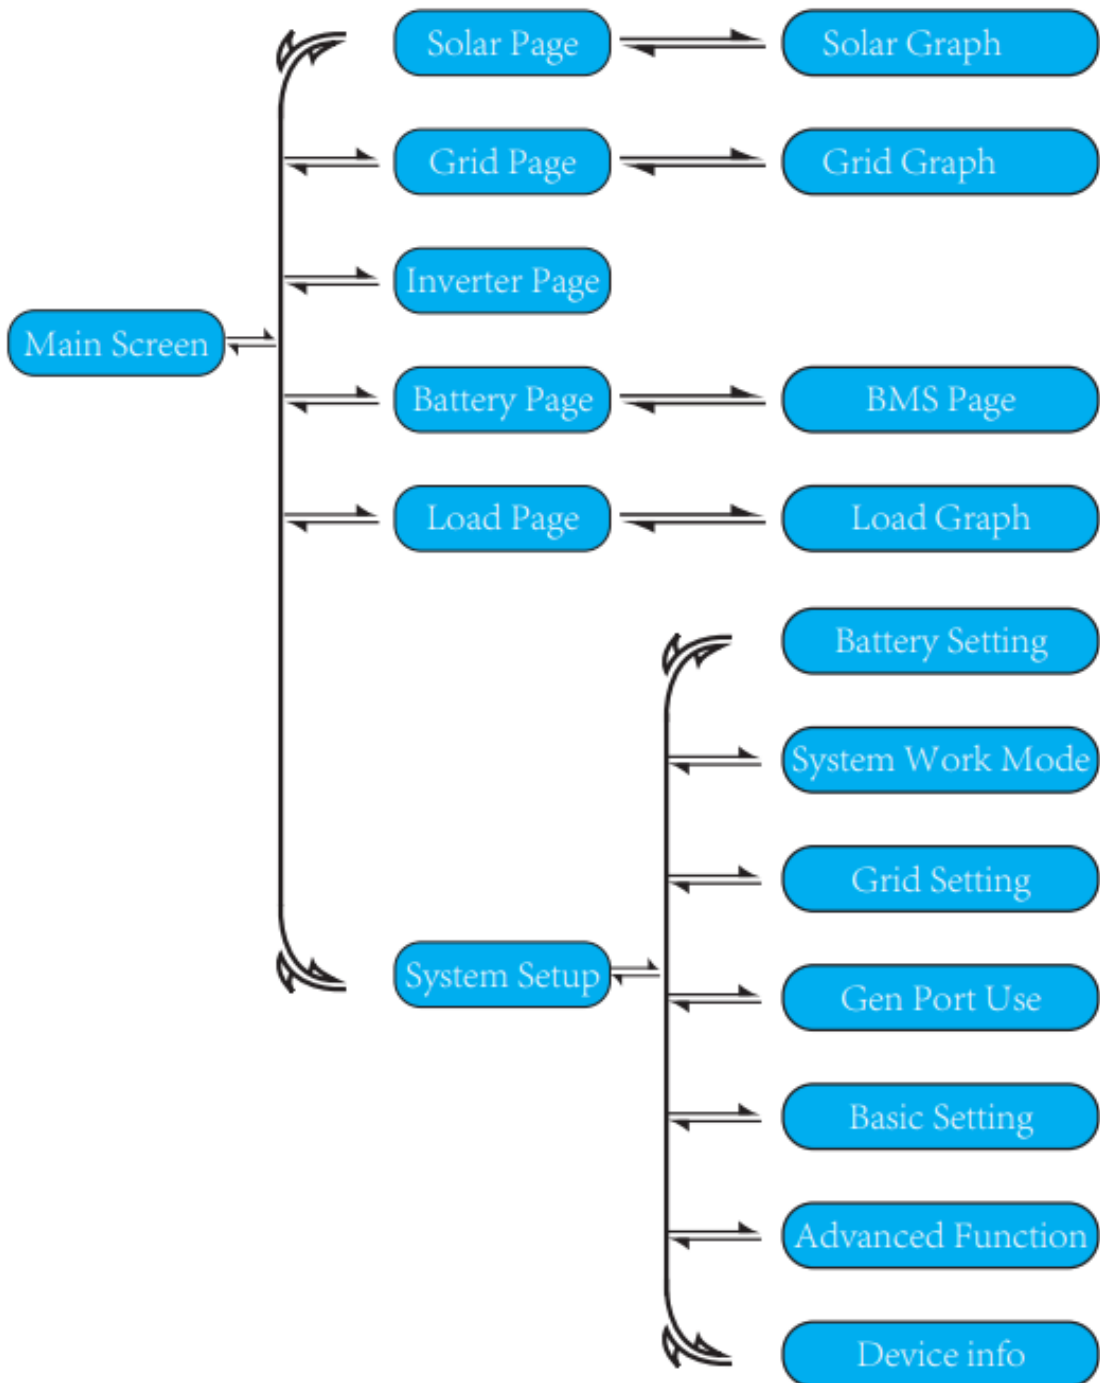 Solar Page
Solar Graph
Grid Page
Grid Graph
Inverter Page
Main Screen
Battery Page
BMS Page
Load Page
Load Graph
Battery Setting
System Work Mode
Grid Setting
System Setup
Gen Port Use
Basic Setting
Advanced Function
Device info